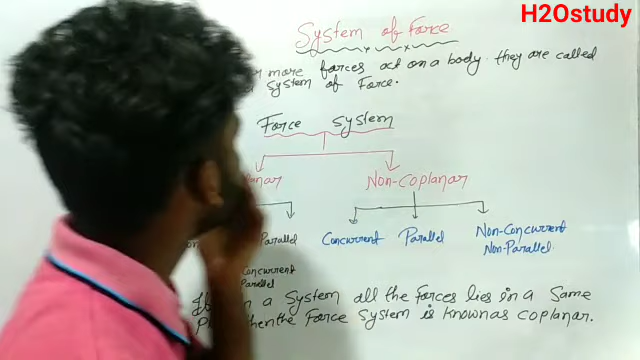 H2Ostudy
System of Force
more forces act on a body they are called
system of Force.
Force System
Non-coplanar
Parallel Concurrent Parallel Non-Concurrent
Non-Parallel
concurrent
Parallel
in a System all the forces lies in a Same
then the Force System is known as coplanar.